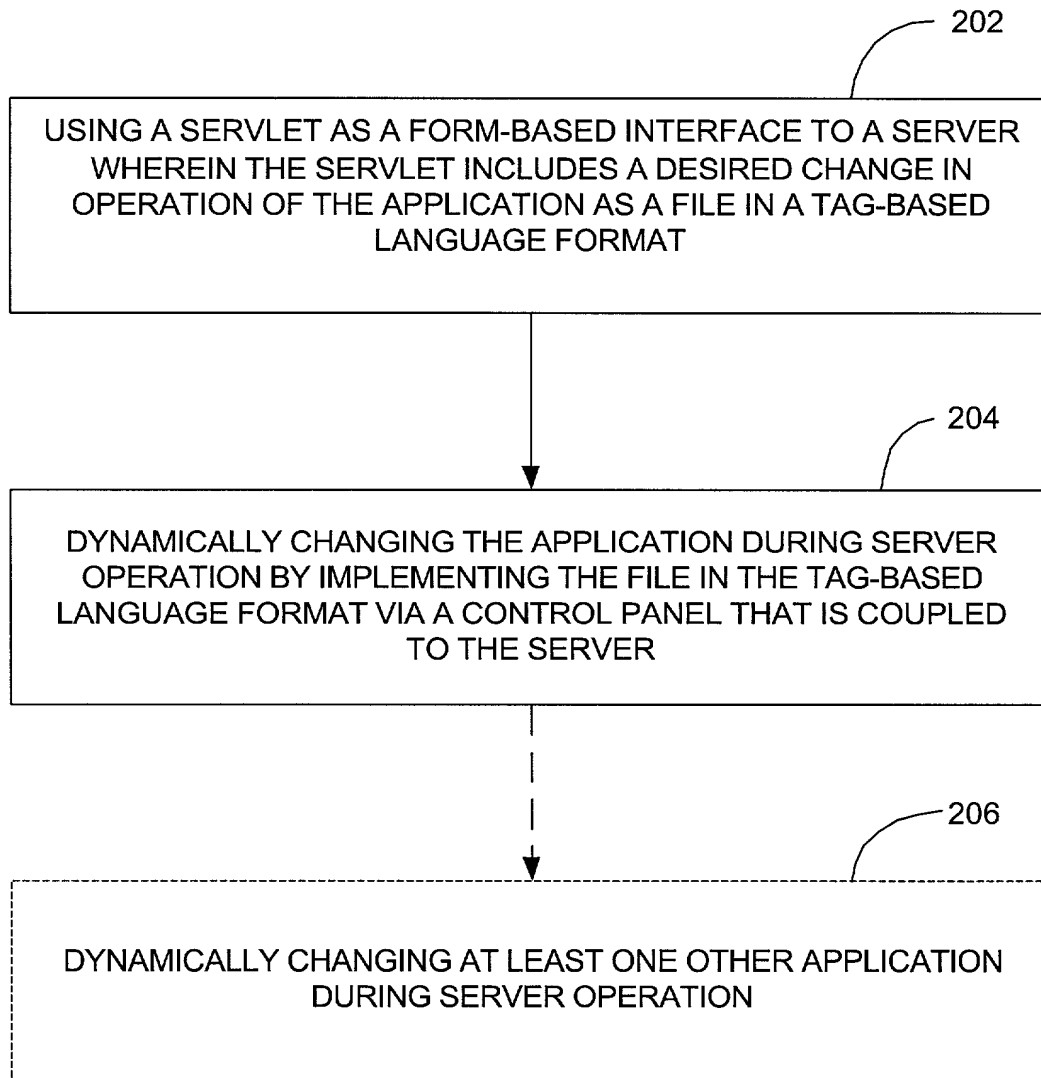 202
USING A SERVLET AS A FORM-BASED INTERFACE TO A SERVER
WHEREIN THE SERVLET INCLUDES A DESIRED CHANGE IN
OPERATION OF THE APPLICATION AS A FILE IN A TAG-BASED
LANGUAGE FORMAT
204
DYNAMICALLY CHANGING THE APPLICATION DURING SERVER
OPERATION BY IMPLEMENTING THE FILE IN THE TAG-BASED
LANGUAGE FORMAT VIA A CONTROL PANEL THAT IS COUPLED
TO THE SERVER
206
DYNAMICALLY CHANGING AT LEAST ONE OTHER APPLICATION
DURING SERVER OPERATION